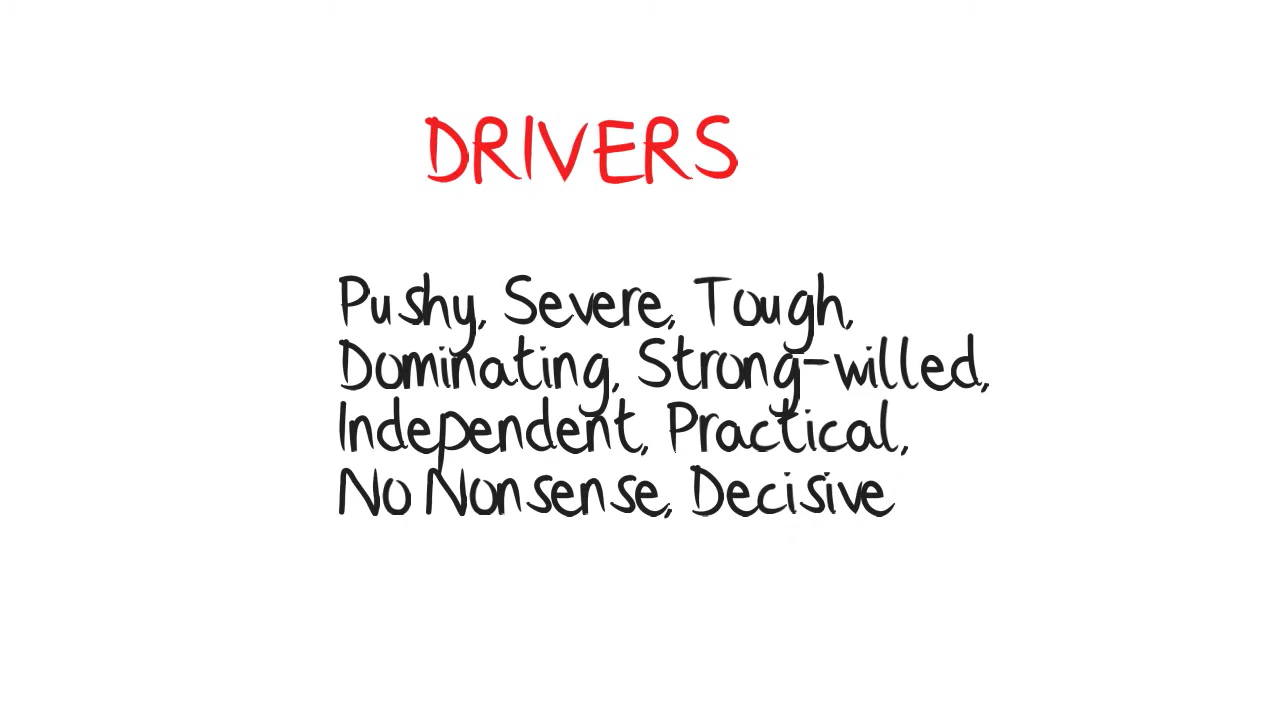 DRIVERS
Pushy, Severe, Tough,
Dominating, Strong-willed,
Independent, Practical,
No Nonsense, Decisive